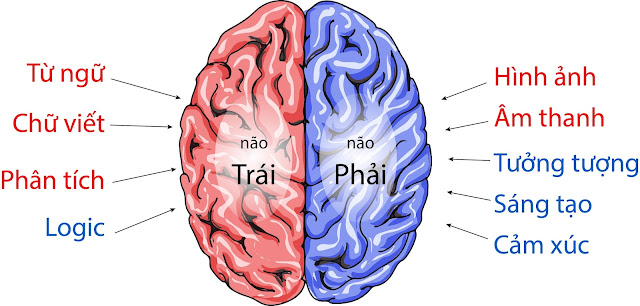 Từ ngữ
Chữ viết
Phân tích
Logic
não
Trái
não
Phải
Hình ảnh
Âm thanh
Tưởng tượng
Sáng tạo
Cảm xúc